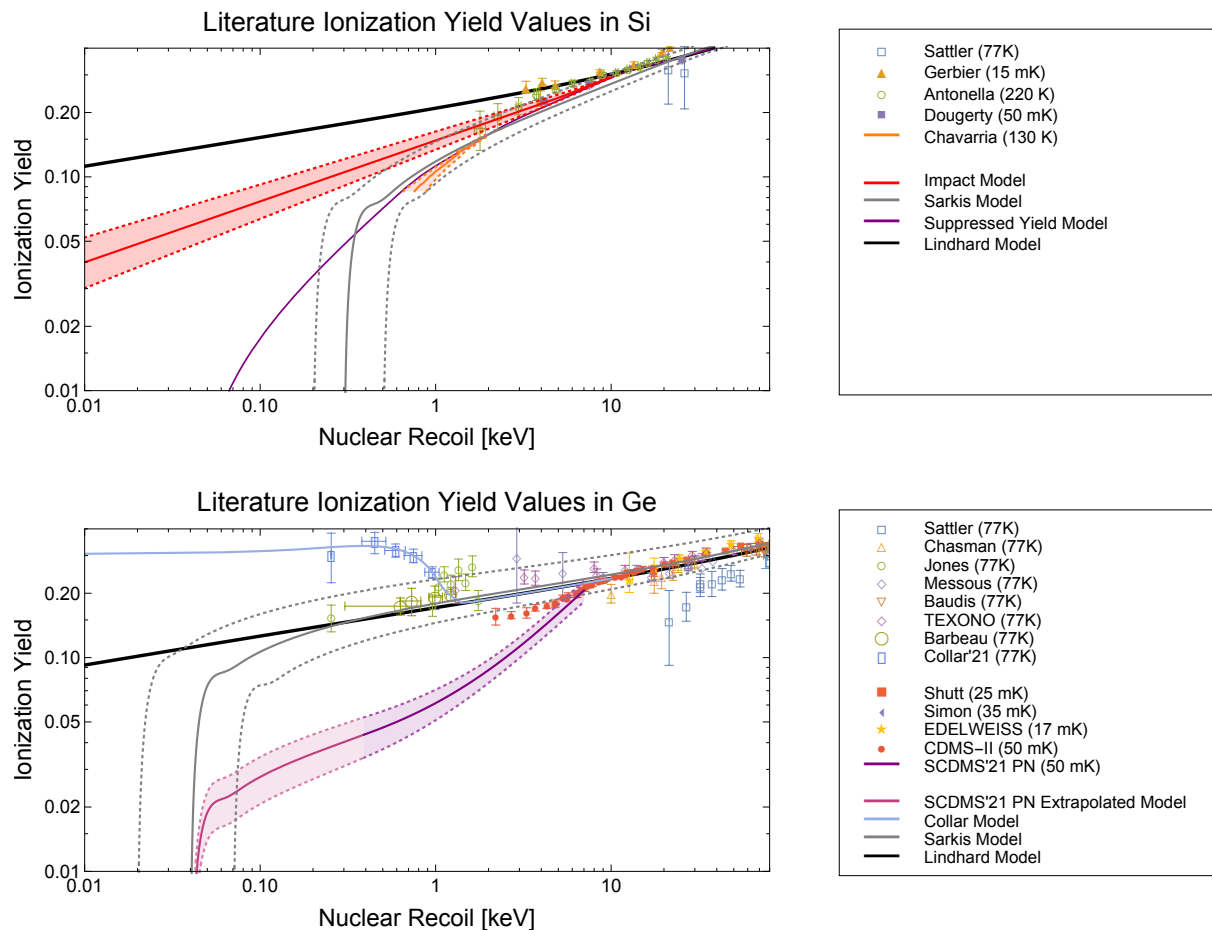 Literature Ionization Yield Values in Si
Ionization Yield
0.20
0.10
0.05
0.02
0.01
0.01
0.10
1
10
Nuclear Recoil [keV]
Sattler (77K)
Gerbier (15 mK)
Antonella (220 K)
Dougerty (50 mK)
Chavarria (130 K)
Impact Model
Sarkis Model
Suppressed Yield Model
Lindhard Model
Literature Ionization Yield Values in Ge
Ionization Yield
0.20
0.10
0.05
0.02
0.01
0.01
0.10
1
10
Nuclear Recoil [keV]
Sattler (77K)
Chasman (77K)
Jones (77K)
Messous (77K)
Baudis (77K)
TEXONO (77K)
Barbeau (77K)
Collar'21 (77K)
Shutt (25 mK)
Simon (35 mK)
EDELWEISS (17 mK)
CDMS-II (50 mK)
SCDMS'21 PN (50 mK)
SCDMS'21 PN Extrapolated Model
Collar Model
Sarkis Model
Lindhard Model